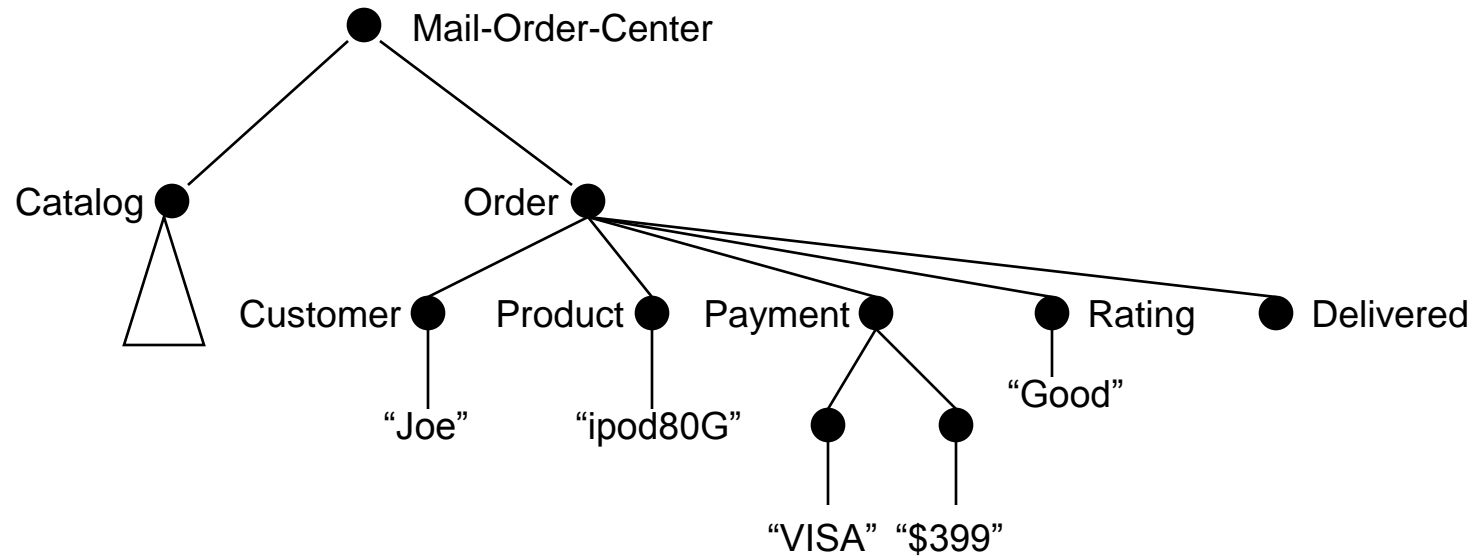 Mail-Order-Center
Catalog
Order
Customer
Product
Payment
Rating
Delivered
“Joe”
“ipod80G”
“Good”
“VISA”
“$399”